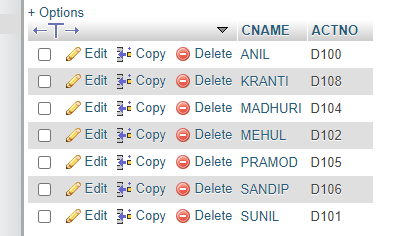 + Options
CNAME ACTNO
Edit Copy Delete ANIL D100
Edit Copy Delete KRANTI D108
Edit Copy Delete MADHURI D104
Edit Copy Delete MEHUL D102
Edit Copy Delete PRAMOD D105
Edit Copy Delete SANDIP D106
Edit Copy Delete SUNIL D101